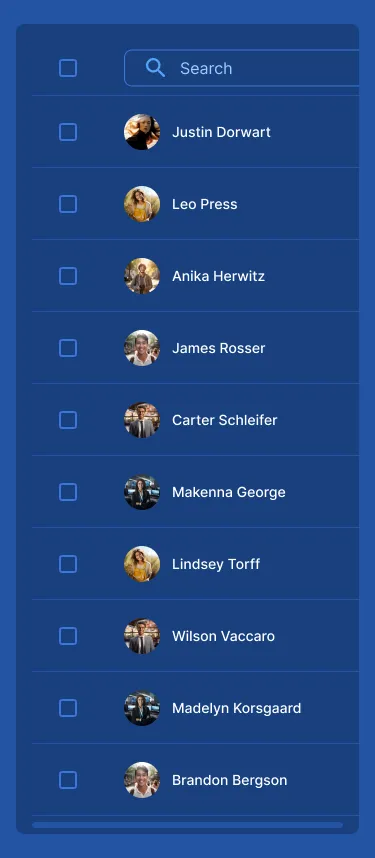 Search
Justin Dorwart
Leo Press
Anika Herwitz
James Rosser
Carter Schleifer
Makenna George
Lindsey Torff
Wilson Vaccaro
Madelyn Korsgaard
Brandon Bergson